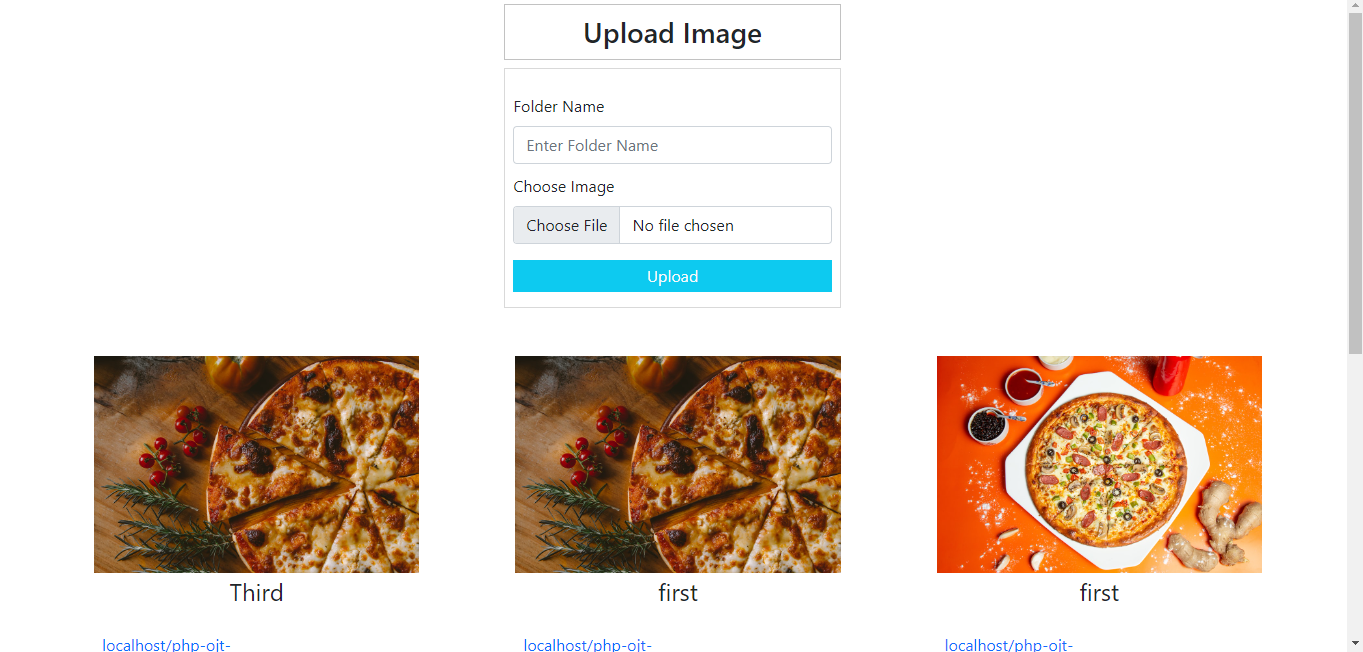 Upload Image
Folder Name
Enter Folder Name
Choose Image
Choose File No file chosen
Upload
Third
first
first
localhost/php-ojt-
localhost/php-ojt-
localhost/php-ojt-